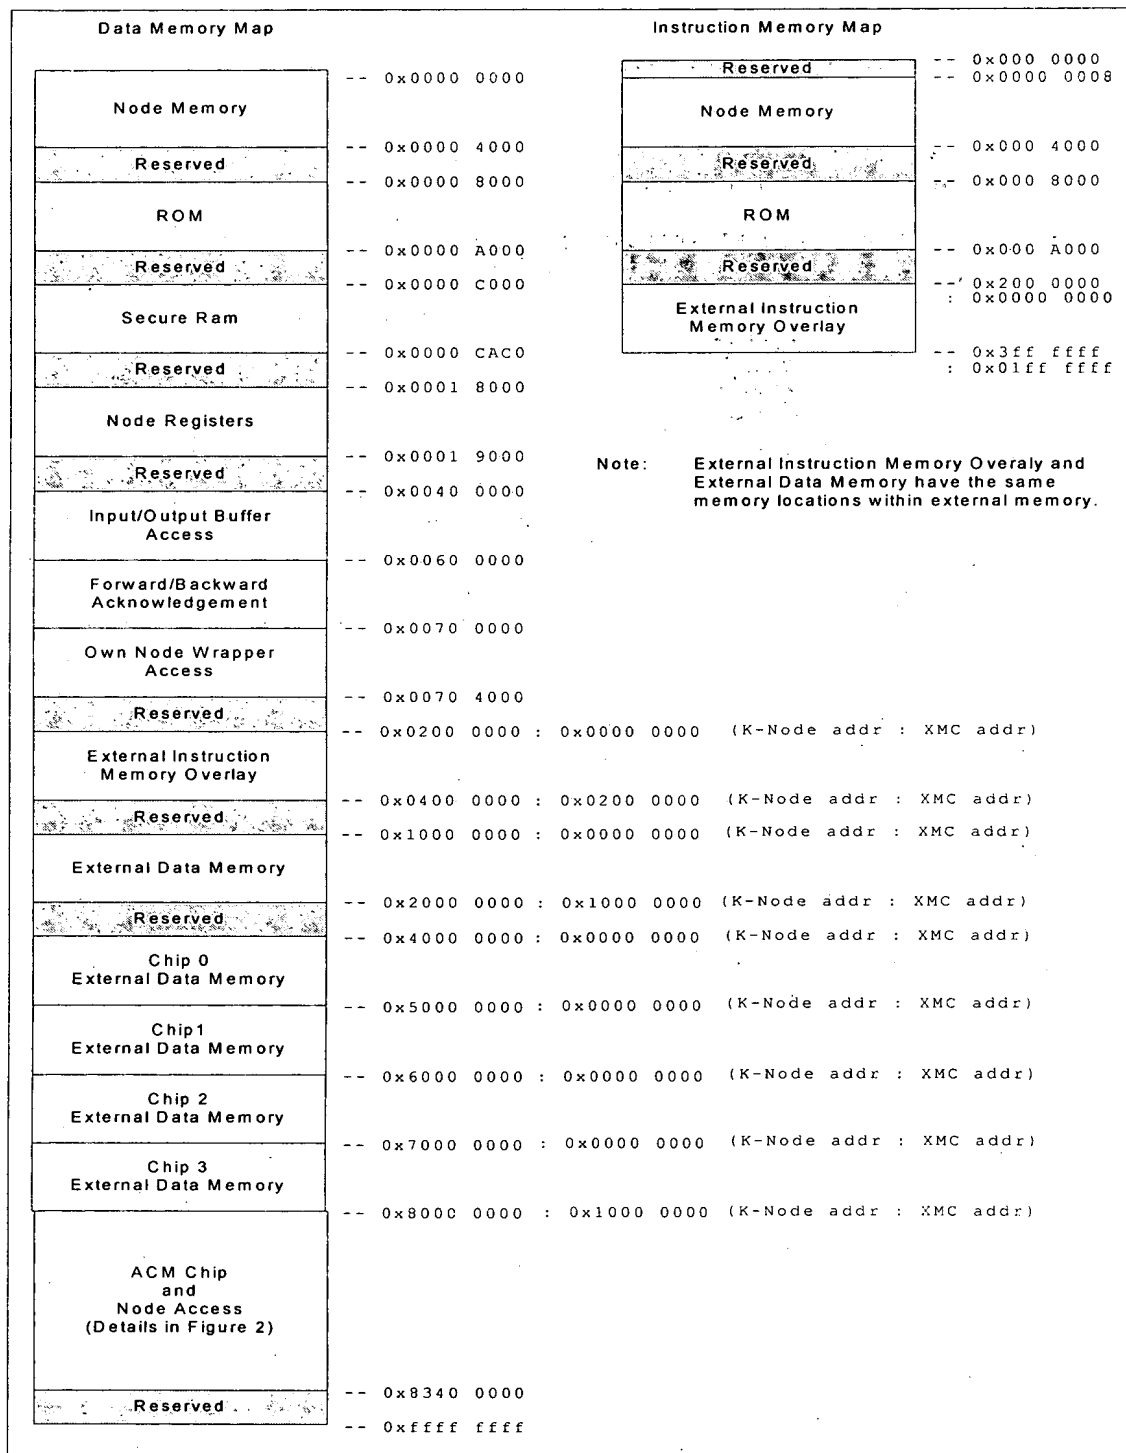 Data Memory Map
-- 0x0000 0000
Node Memory
-- 0x0000 4000
Reserved
-- 0x0000 8000
ROM
-- 0x0000 A000
Reserved
-- 0x0000 C000
Secure Ram
-- 0x0000 CAC0
Reserved
-- 0x0001 8000
Node Registers
-- 0x0001 9000
Reserved
-- 0x0040 0000
Input/Output Buffer
Access
-- 0x0060 0000
Forward/Backward
Acknowledgement
-- 0x0070 0000
Own Node Wrapper
Access
-- 0x0070 4000
Reserved
-- 0x0200 0000 : 0x0000 0000 (K-Node addr : XMC addr)
External Instruction
Memory Overlay
-- 0x0400 0000 : 0x0200 0000 (K-Node addr : XMC addr)
Reserved
-- 0x1000 0000 : 0x0000 0000 (K-Node addr : XMC addr)
External Data Memory
-- 0x2000 0000 : 0x1000 0000 (K-Node addr : XMC addr)
Reserved
-- 0x4000 0000 : 0x0000 0000 (K-Node addr : XMC addr)
Chip 0
External Data Memory
-- 0x5000 0000 : 0x0000 0000 (K-Node addr : XMC addr)
Chip1
External Data Memory
-- 0x6000 0000 : 0x0000 0000 (K-Node addr : XMC addr)
Chip 2
External Data Memory
-- 0x7000 0000 : 0x0000 0000 (K-Node addr : XMC addr)
Chip 3
External Data Memory
-- 0x8000 0000 : 0x1000 0000 (K-Node addr : XMC addr)
ACM Chip
and
Node Access
(Details in Figure 2)
-- 0x8340 0000
Reserved
-- 0xffff ffff
Instruction Memory Map
-- 0x000 0000
Reserved
-- 0x0000 0008
Node Memory
-- 0x000 4000
Reserved
-- 0x000 8000
ROM
-- 0x000 A000
Reserved
-- 0x200 0000
: 0x0000 0000
External Instruction
Memory Overlay
-- 0x3ff ffff
: 0x01ff ffff
Note: External Instruction Memory Overaly and
External Data Memory have the same
memory locations within external memory.